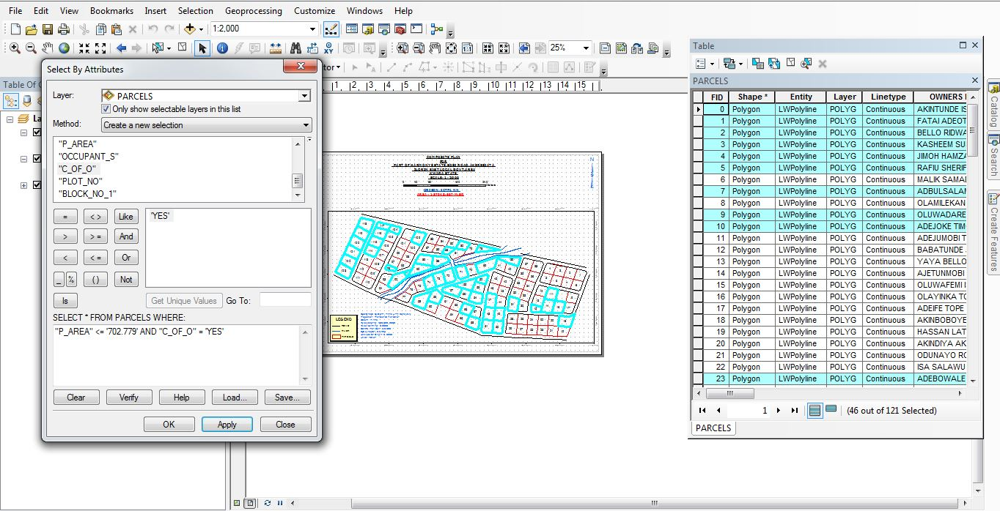 File Edit View Bookmarks Insert Selection Geoprocessing Customize Windows Help
1:2,000
25%
Table Of
tor
1 2 3 4 5 6 7 8 9 10 11 12 13 14 15
La
Select By Attributes
Layer: PARCELS
Only show selectable layers in this list
Method: Create a new selection
"P_AREA"
"OCCUPANT_S"
"C_OF_O"
"PLOT_NO"
"BLOCK_NO_1"
= < > Like
> > = And
< < = Or
_ % ( ) Not
Is Get Unique Values Go To:
'YES'
SELECT * FROM PARCELS WHERE:
"P_AREA" <= '702.779' AND "C_OF_O" = 'YES'
Clear Verify Help Load... Save...
OK Apply Close
COMPOSITE PLAN
FOR
KWARA STATE
SCALE: 1 : 2000
LEGEND
Table
PARCELS
FID Shape * Entity Layer Linetype OWNERS
0 Polygon LWPolyline POLYG Continuous AKINTUNDE IS
1 Polygon LWPolyline POLYG Continuous FATAI ADEOT
2 Polygon LWPolyline POLYG Continuous BELLO RIDWA
3 Polygon LWPolyline POLYG Continuous KASHEEM SU
4 Polygon LWPolyline POLYG Continuous JIMOH HAMZA
5 Polygon LWPolyline POLYG Continuous RAFIU SHERIF
6 Polygon LWPolyline POLYG Continuous MALIK SAMA
7 Polygon LWPolyline POLYG Continuous ADBULSALA
8 Polygon LWPolyline POLYG Continuous OLAMILEKAN
9 Polygon LWPolyline POLYG Continuous OLUWADARE
10 Polygon LWPolyline POLYG Continuous ADEJOKE TIM
11 Polygon LWPolyline POLYG Continuous ADEJUMOBI T
12 Polygon LWPolyline POLYG Continuous BABATUNDE
13 Polygon LWPolyline POLYG Continuous YAYA BELLO
14 Polygon LWPolyline POLYG Continuous AJETUNMOBI
15 Polygon LWPolyline POLYG Continuous OLUWAFEMI
16 Polygon LWPolyline POLYG Continuous OLAYINKA TO
17 Polygon LWPolyline POLYG Continuous ADEIFE TOPE
18 Polygon LWPolyline POLYG Continuous AKINBOBOYE
19 Polygon LWPolyline POLYG Continuous HASSAN LAT
20 Polygon LWPolyline POLYG Continuous AKINDIYA AK
21 Polygon LWPolyline POLYG Continuous ODUNAYO RO
22 Polygon LWPolyline POLYG Continuous ISA SALAWU
23 Polygon LWPolyline POLYG Continuous ADEBOWALE
1 (46 out of 121 Selected)
PARCELS
Catalog
Search
Create Features